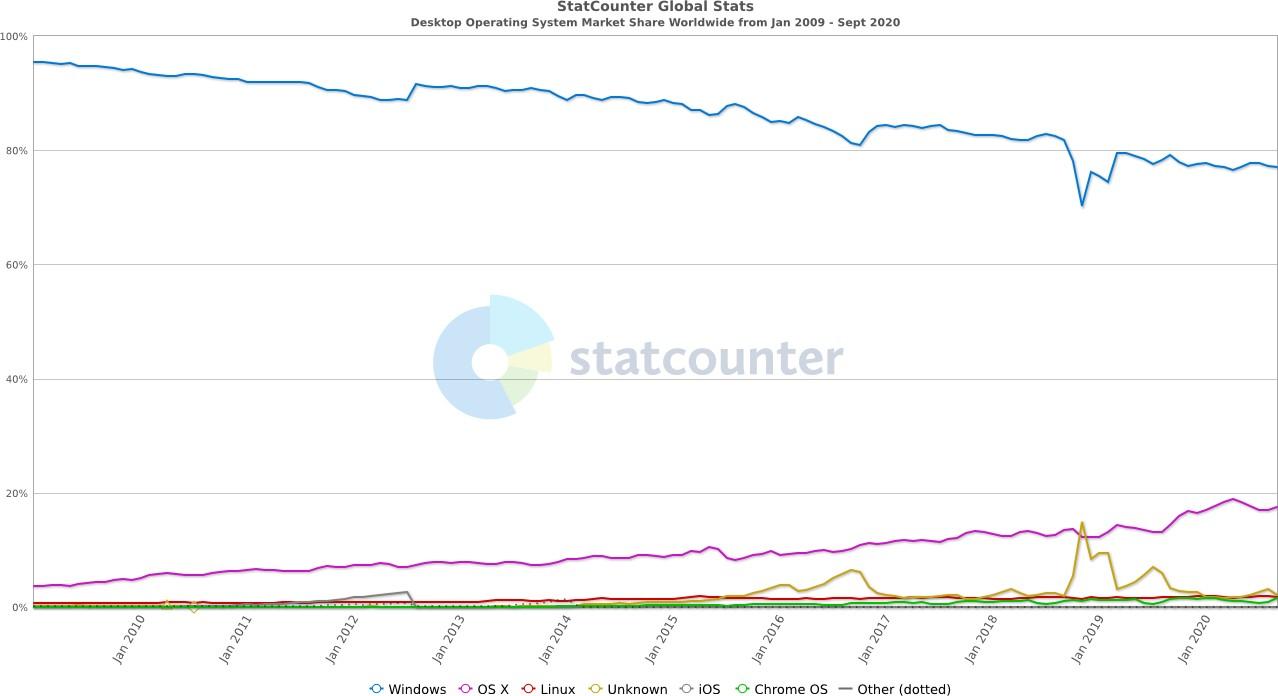 StatCounter Global Stats
Desktop Operating System Market Share Worldwide from Jan 2009 - Sept 2020
100%
80%
60%
40%
20%
0%
statcounter
Jan 2010
Jan 2011
Jan 2012
Jan 2013
Jan 2014
Jan 2015
Jan 2016
Jan 2017
Jan 2018
Jan 2019
Jan 2020
Windows OS X Linux Unknown iOS Chrome OS Other (dotted)